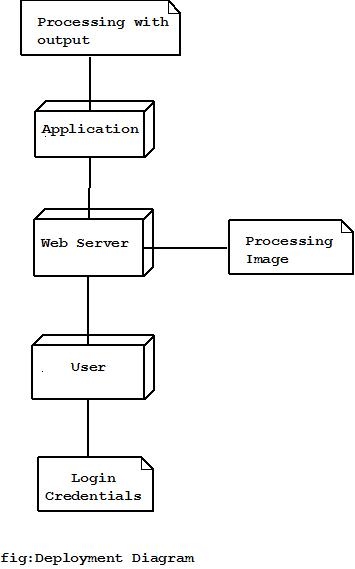 Processing with
output
Application
Web Server
Processing
Image
User
Login
Credentials
fig:Deployment Diagram